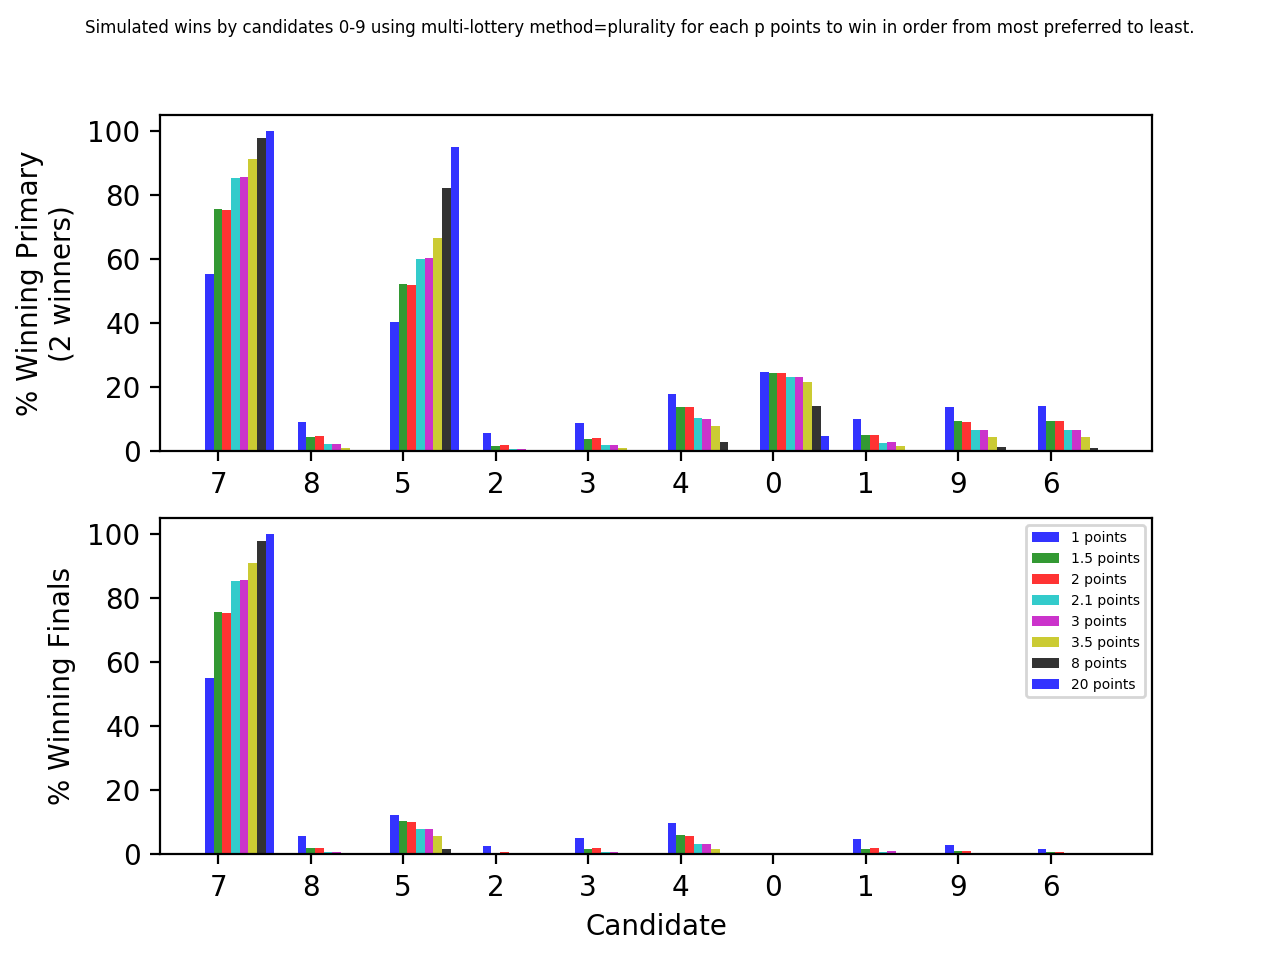 Simulated wins by candidates 0-9 using multi-lottery method=plurality for each p points to win in order from most preferred to least.
% Winning Primary
(2 winners)
100
80
60
40
20
0
7 8 5 2 3 4 0 1 9 6
% Winning Finals
100
80
60
40
20
0
1 points
1.5 points
2 points
2.1 points
3 points
3.5 points
8 points
20 points
7 8 5 2 3 4 0 1 9 6
Candidate